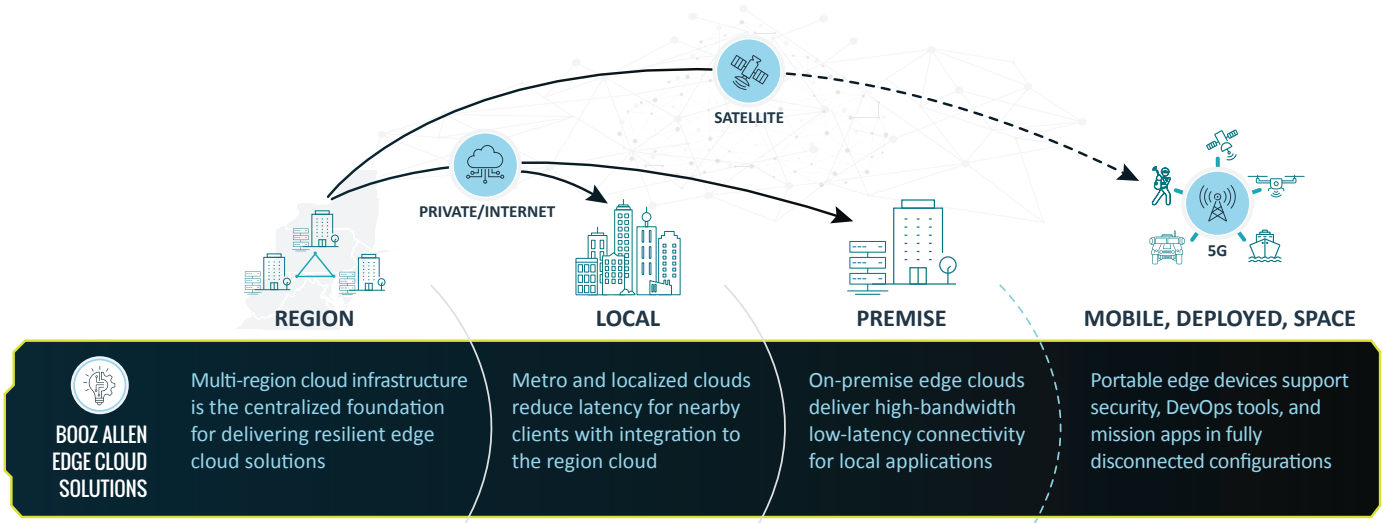 SATELLITE
PRIVATE/INTERNET
5G
REGION
LOCAL
PREMISE
MOBILE, DEPLOYED, SPACE
BOOZ ALLEN
EDGE CLOUD
SOLUTIONS
Multi-region cloud infrastructure
is the centralized foundation
for delivering resilient edge
cloud solutions
Metro and localized clouds
reduce latency for nearby
clients with integration to
the region cloud
On-premise edge clouds
deliver high-bandwidth
low-latency connectivity
for local applications
Portable edge devices support
security, DevOps tools, and
mission apps in fully
disconnected configurations